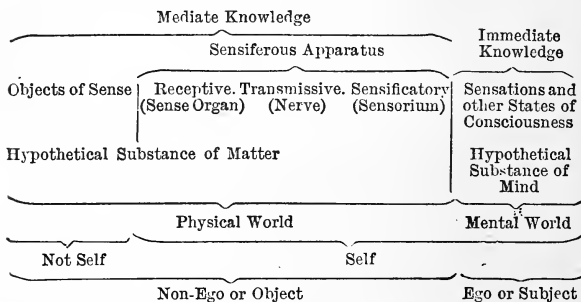 Mediate Knowledge
Immediate
Knowledge
Sensiferous Apparatus
Objects of Sense Receptive. Transmissive. Sensificatory Sensations and
(Sense Organ) (Nerve) (Sensorium) other States of
Consciousness
Hypothetical Substance of Matter Hypothetical
Substance of
Mind
Physical World Mental World
Not Self Self
Non-Ego or Object Ego or Subject